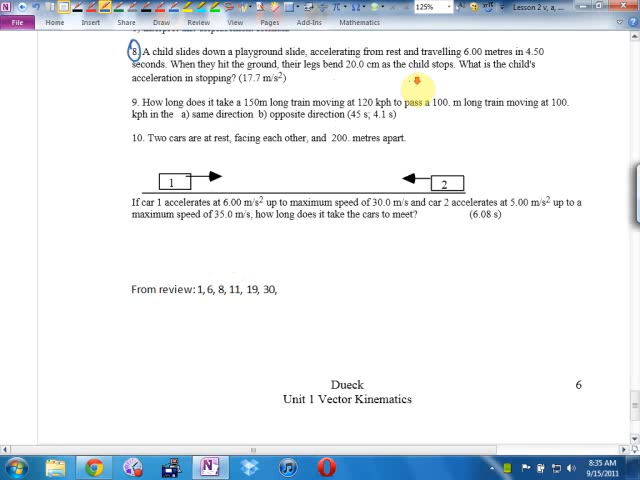 125%
Lesson 2 v, a,
File
Home
Insert
Share
Draw
Review
View
8. A child slides down a playground slide, accelerating from rest and travelling 6.00 metres in 4.50
seconds. When they hit the ground, their legs bend 20.0 cm as the child stops. What is the child's
acceleration in stopping? (17.7 m/s²)
9. How long does it take a 150m long train moving at 120 kph to pass a 100. m long train moving at 100.
kph in the a) same direction b) opposite direction (45 s; 4.1 s)
10. Two cars are at rest, facing each other, and 200. metres apart.
1
2
If car 1 accelerates at 6.00 m/s² up to maximum speed of 30.0 m/s and car 2 accelerates at 5.00 m/s² up to a
maximum speed of 35.0 m/s, how long does it take the cars to meet? (6.08 s)
From review: 1, 6, 8, 11, 19, 30,
Dueck
6
Unit 1 Vector Kinematics
8:35 AM
9/15/2011